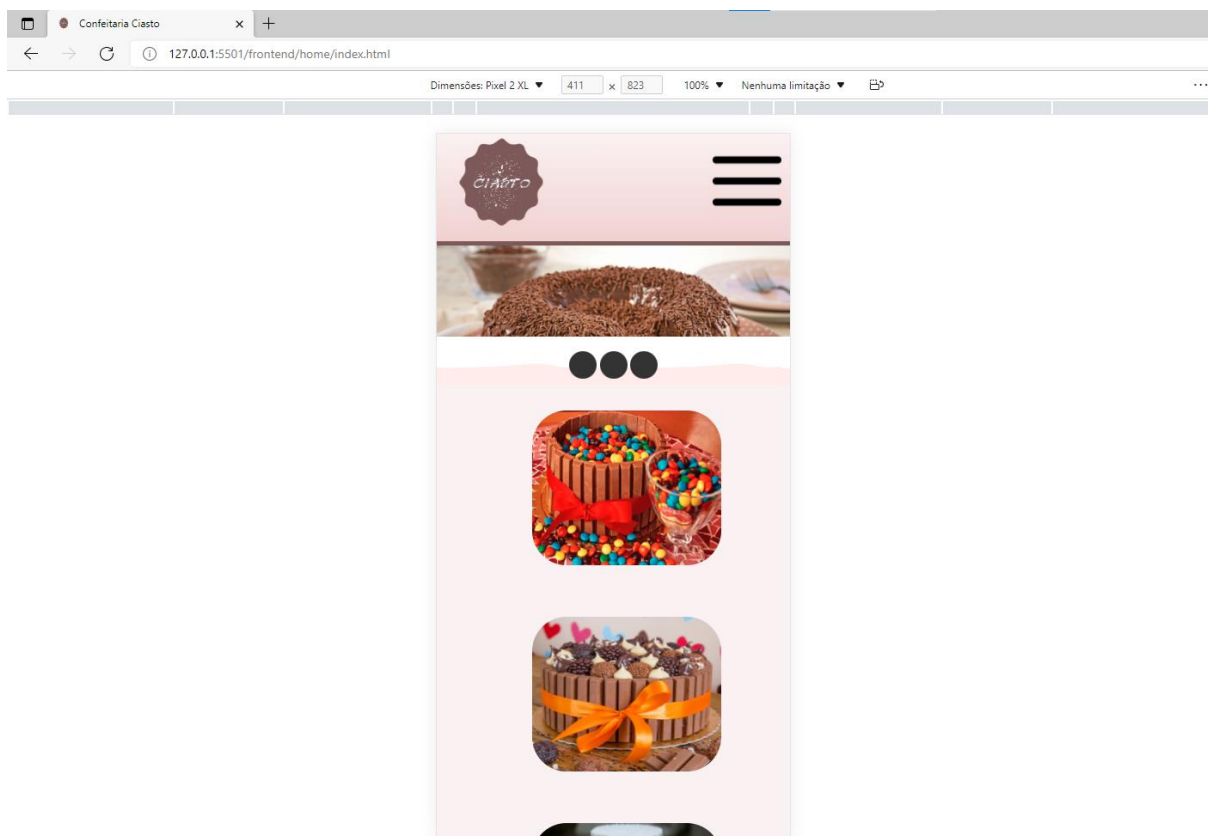 Confeitaria Ciasto
127.0.0.1:5501/frontend/home/index.html
Dimensões: Pixel 2 XL ▼ 411 x 823 100% ▼ Nenhuma limitação ▼
CIASTO